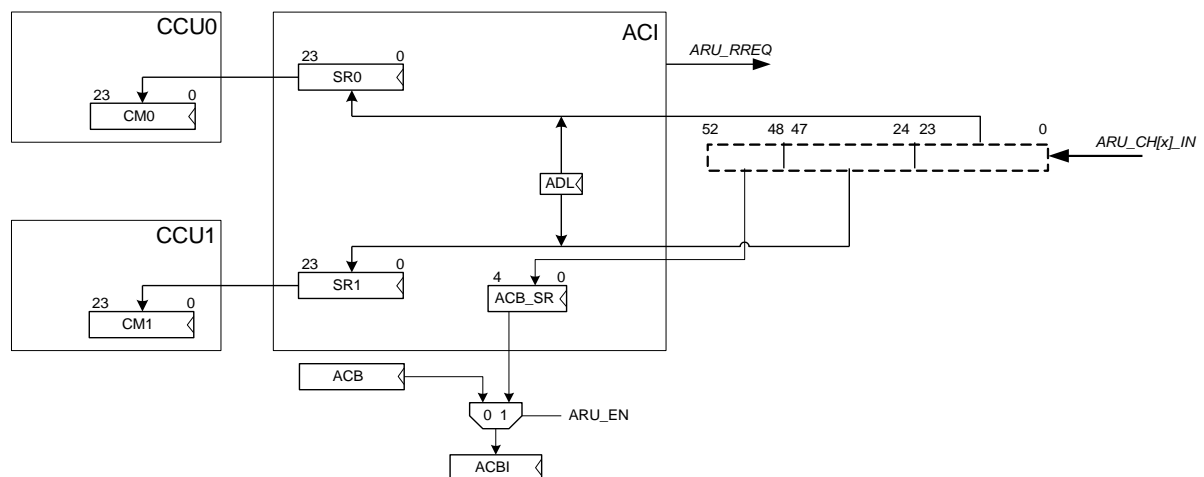 CCU0
ACI
23 0
SR0
ARU_RREQ
23 0
CM0
52 48 47 24 23 0
ARU_CH[x]_IN
ADL
CCU1
23 0
SR1
4 0
ACB_SR
23 0
CM1
ACB
0 1
ARU_EN
ACBI